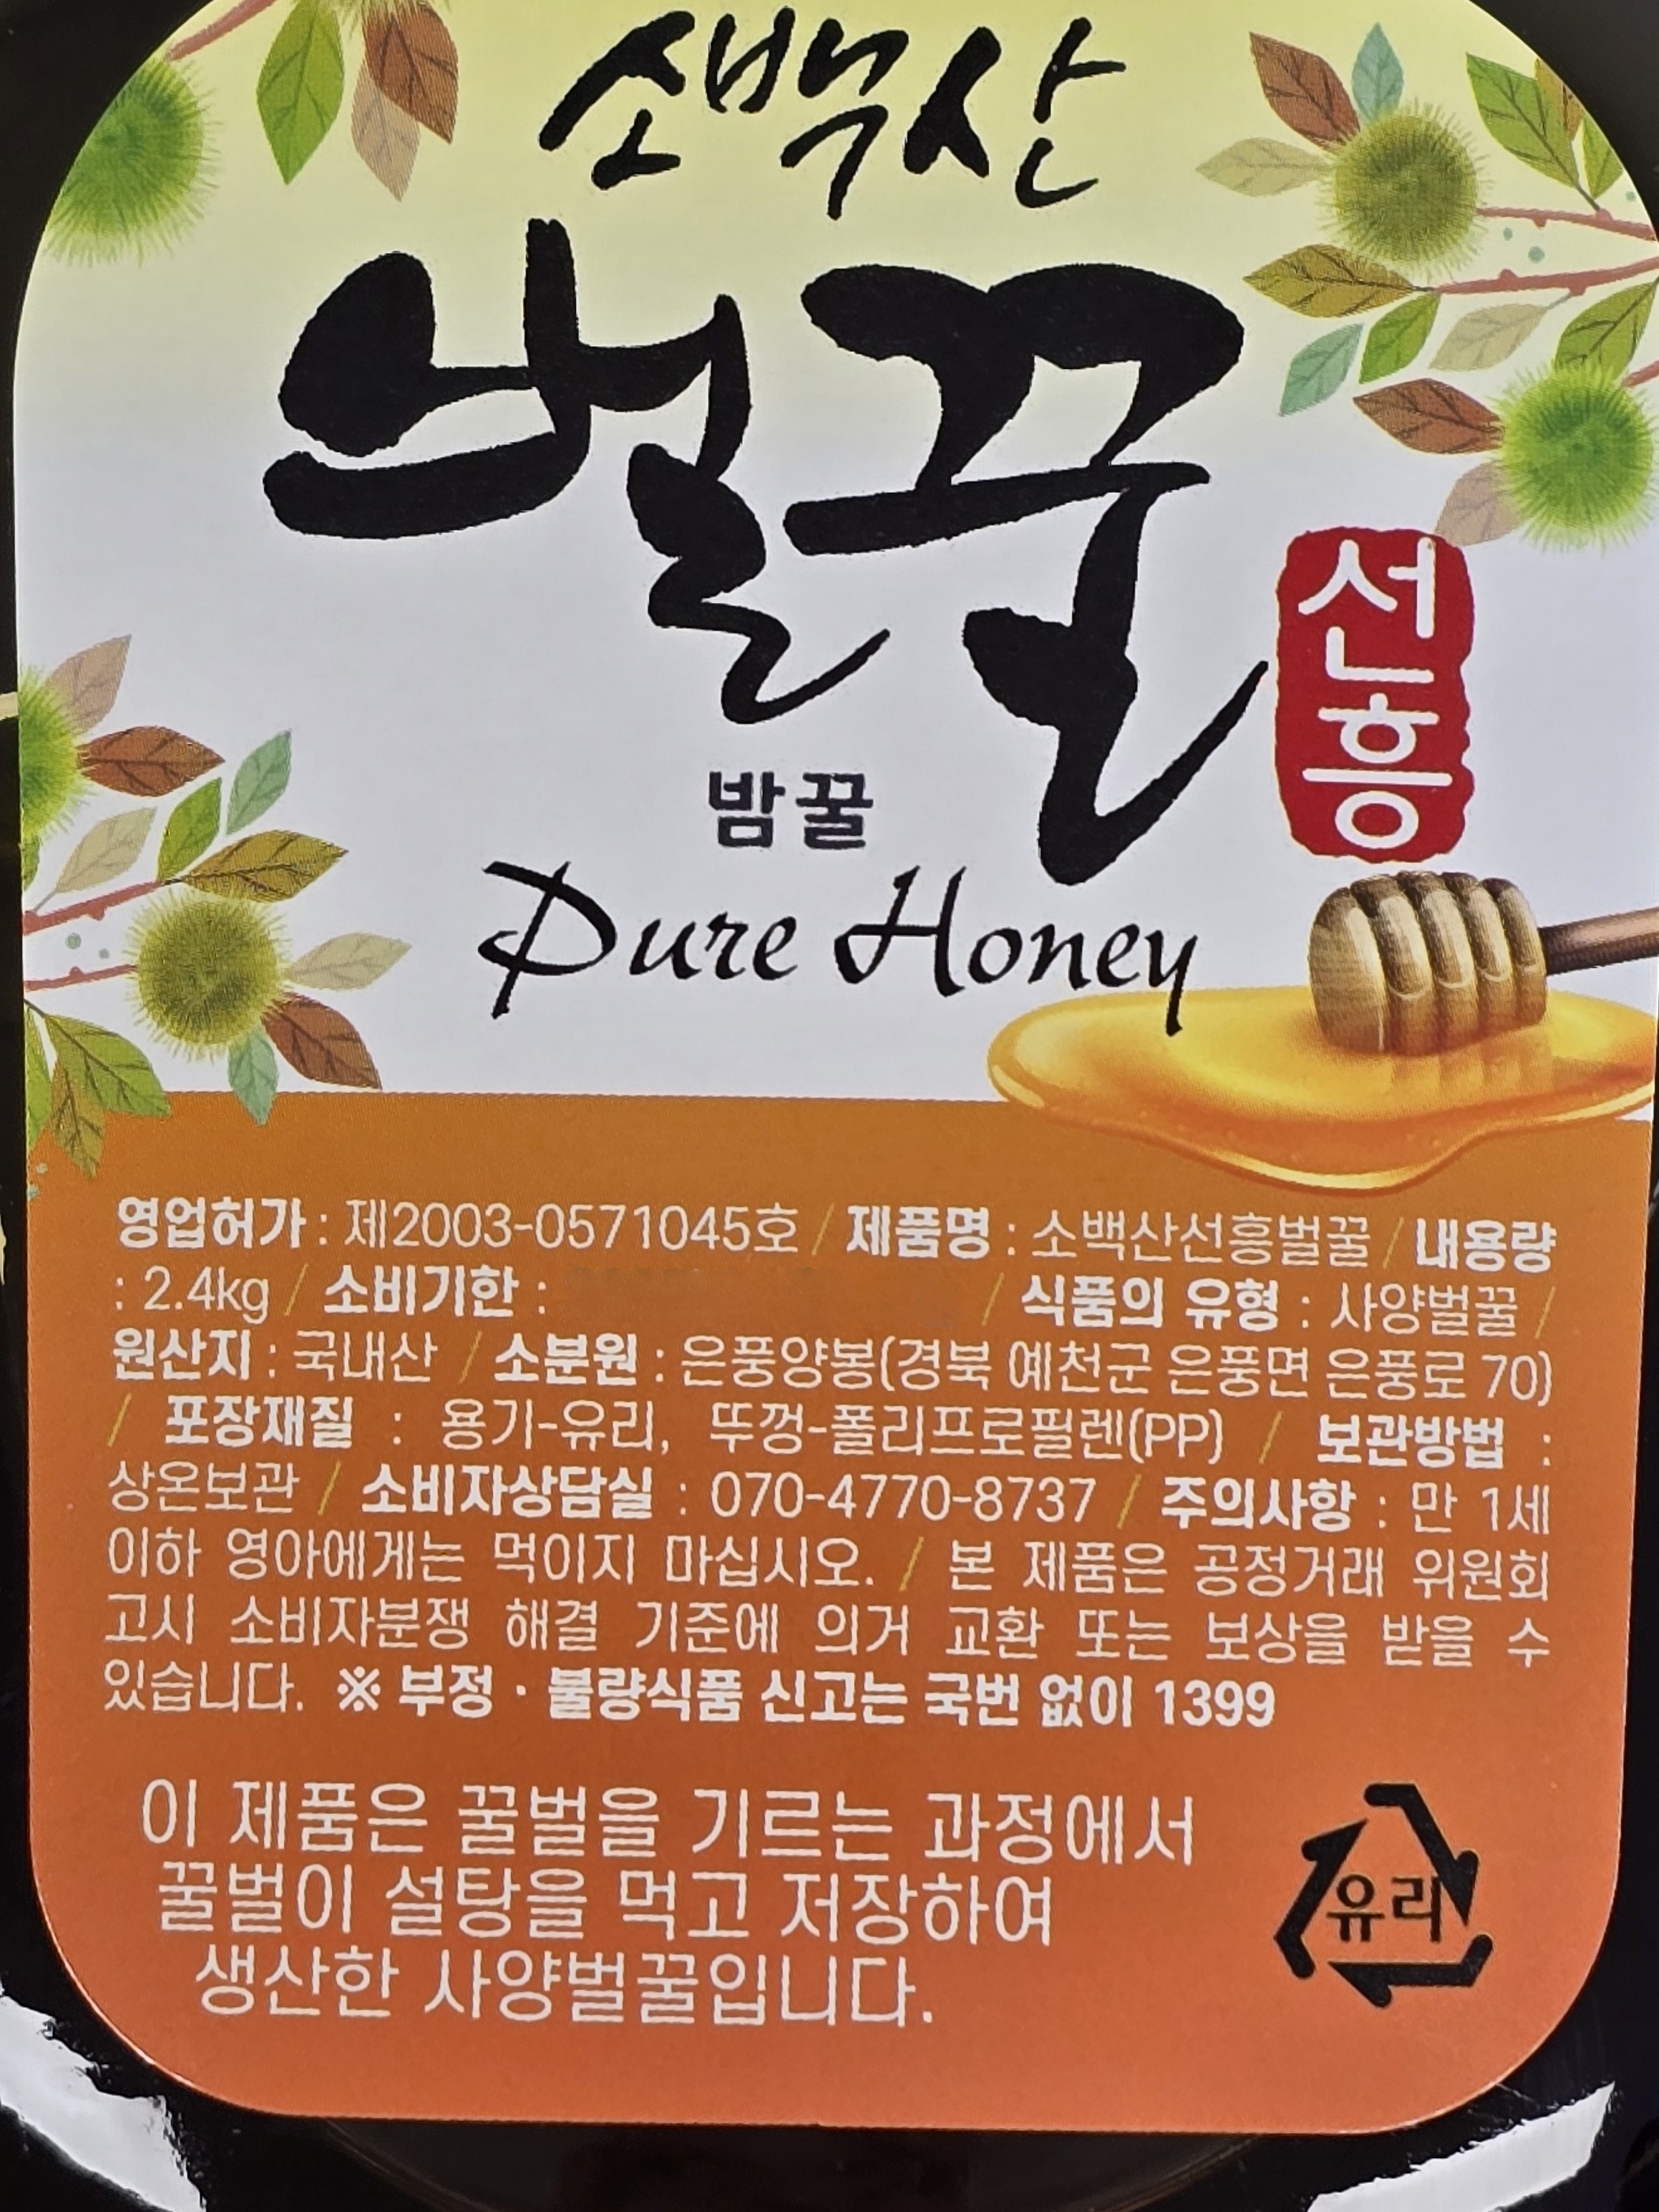 소백산
벌꿀
선흥
밤꿀
Pure Honey
영업허가 : 제2003-0571045호 / 제품명 : 소백산선흥벌꿀 / 내용량
: 2.4kg / 소비기한 : / 식품의 유형 : 사양벌꿀 /
원산지 : 국내산 / 소분원 : 은풍양봉(경북 예천군 은풍면 은풍로 70)
/ 포장재질 : 용기-유리, 뚜껑-폴리프로필렌(PP) / 보관방법 :
상온보관 / 소비자상담실 : 070-4770-8737 / 주의사항 : 만 1세
이하 영아에게는 먹이지 마십시오. / 본 제품은 공정거래 위원회
고시 소비자분쟁 해결 기준에 의거 교환 또는 보상을 받을 수
있습니다. ※ 부정 · 불량식품 신고는 국번 없이 1399
이 제품은 꿀벌을 기르는 과정에서
꿀벌이 설탕을 먹고 저장하여
생산한 사양벌꿀입니다.
유리